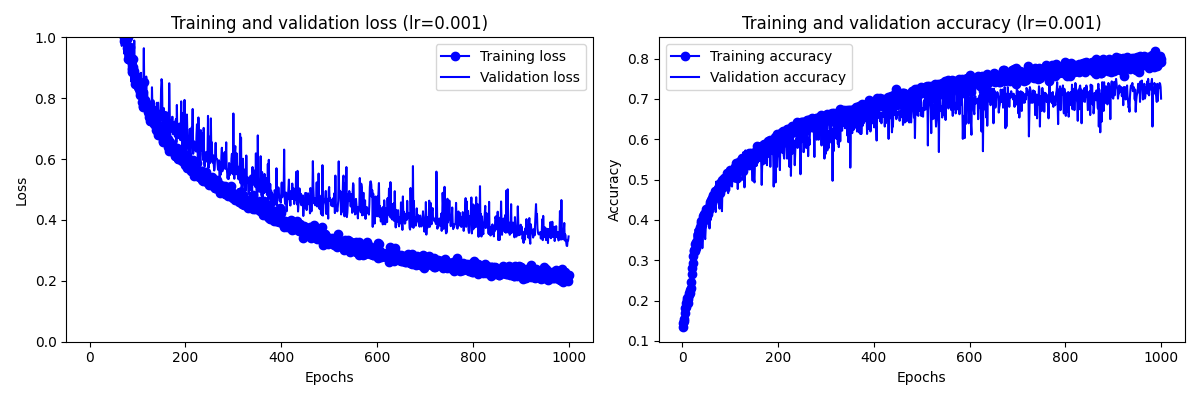 Training and validation loss (lr=0.001)
Training loss
Validation loss
1.0
0.8
0.6
0.4
0.2
0.0
Loss
0
200
400
600
800
1000
Epochs
Training and validation accuracy (lr=0.001)
Training accuracy
Validation accuracy
0.8
0.7
0.6
0.5
0.4
0.3
0.2
0.1
Accuracy
0
200
400
600
800
1000
Epochs